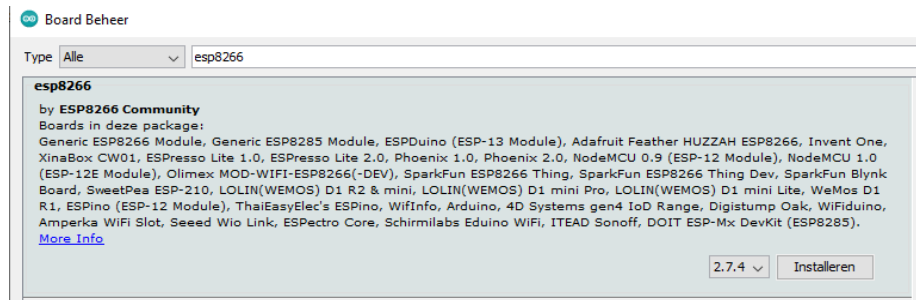 Board Beheer
Type Alle esp8266
esp8266
by ESP8266 Community
Boards in deze package:
Generic ESP8266 Module, Generic ESP8285 Module, ESPDuino (ESP-13 Module), Adafruit Feather HUZZAH ESP8266, Invent One,
XinaBox CW01, ESPresso Lite 1.0, ESPresso Lite 2.0, Phoenix 1.0, Phoenix 2.0, NodeMCU 0.9 (ESP-12 Module), NodeMCU 1.0
(ESP-12E Module), Olimex MOD-WIFI-ESP8266(-DEV), SparkFun ESP8266 Thing, SparkFun ESP8266 Thing Dev, SparkFun Blynk
Board, SweetPea ESP-210, LOLIN(WEMOS) D1 R2 & mini, LOLIN(WEMOS) D1 mini Pro, LOLIN(WEMOS) D1 mini Lite, WeMos D1
R1, ESPino (ESP-12 Module), ThaiEasyElec's ESPino, WifInfo, Arduino, 4D Systems gen4 IoD Range, Digistump Oak, WiFiduino,
Amperka WiFi Slot, Seeed Wio Link, ESPectro Core, Schirmilabs Eduino WiFi, ITEAD Sonoff, DOIT ESP-Mx DevKit (ESP8285).
More Info
2.7.4 Installeren